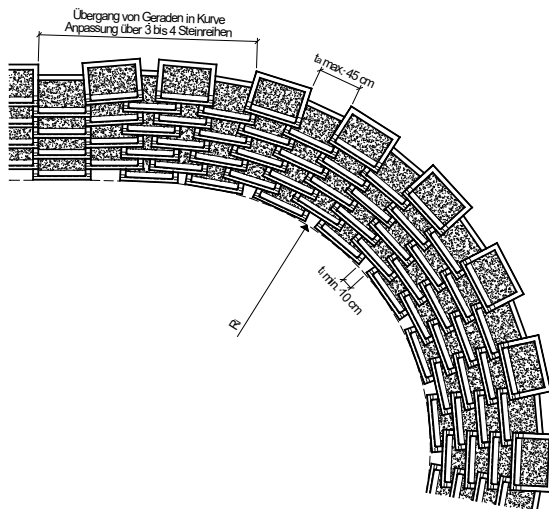 Übergang von Geraden in Kurve
Anpassung über 3 bis 4 Steinreihen
ta max. 45 cm
ti min. 10 cm
R